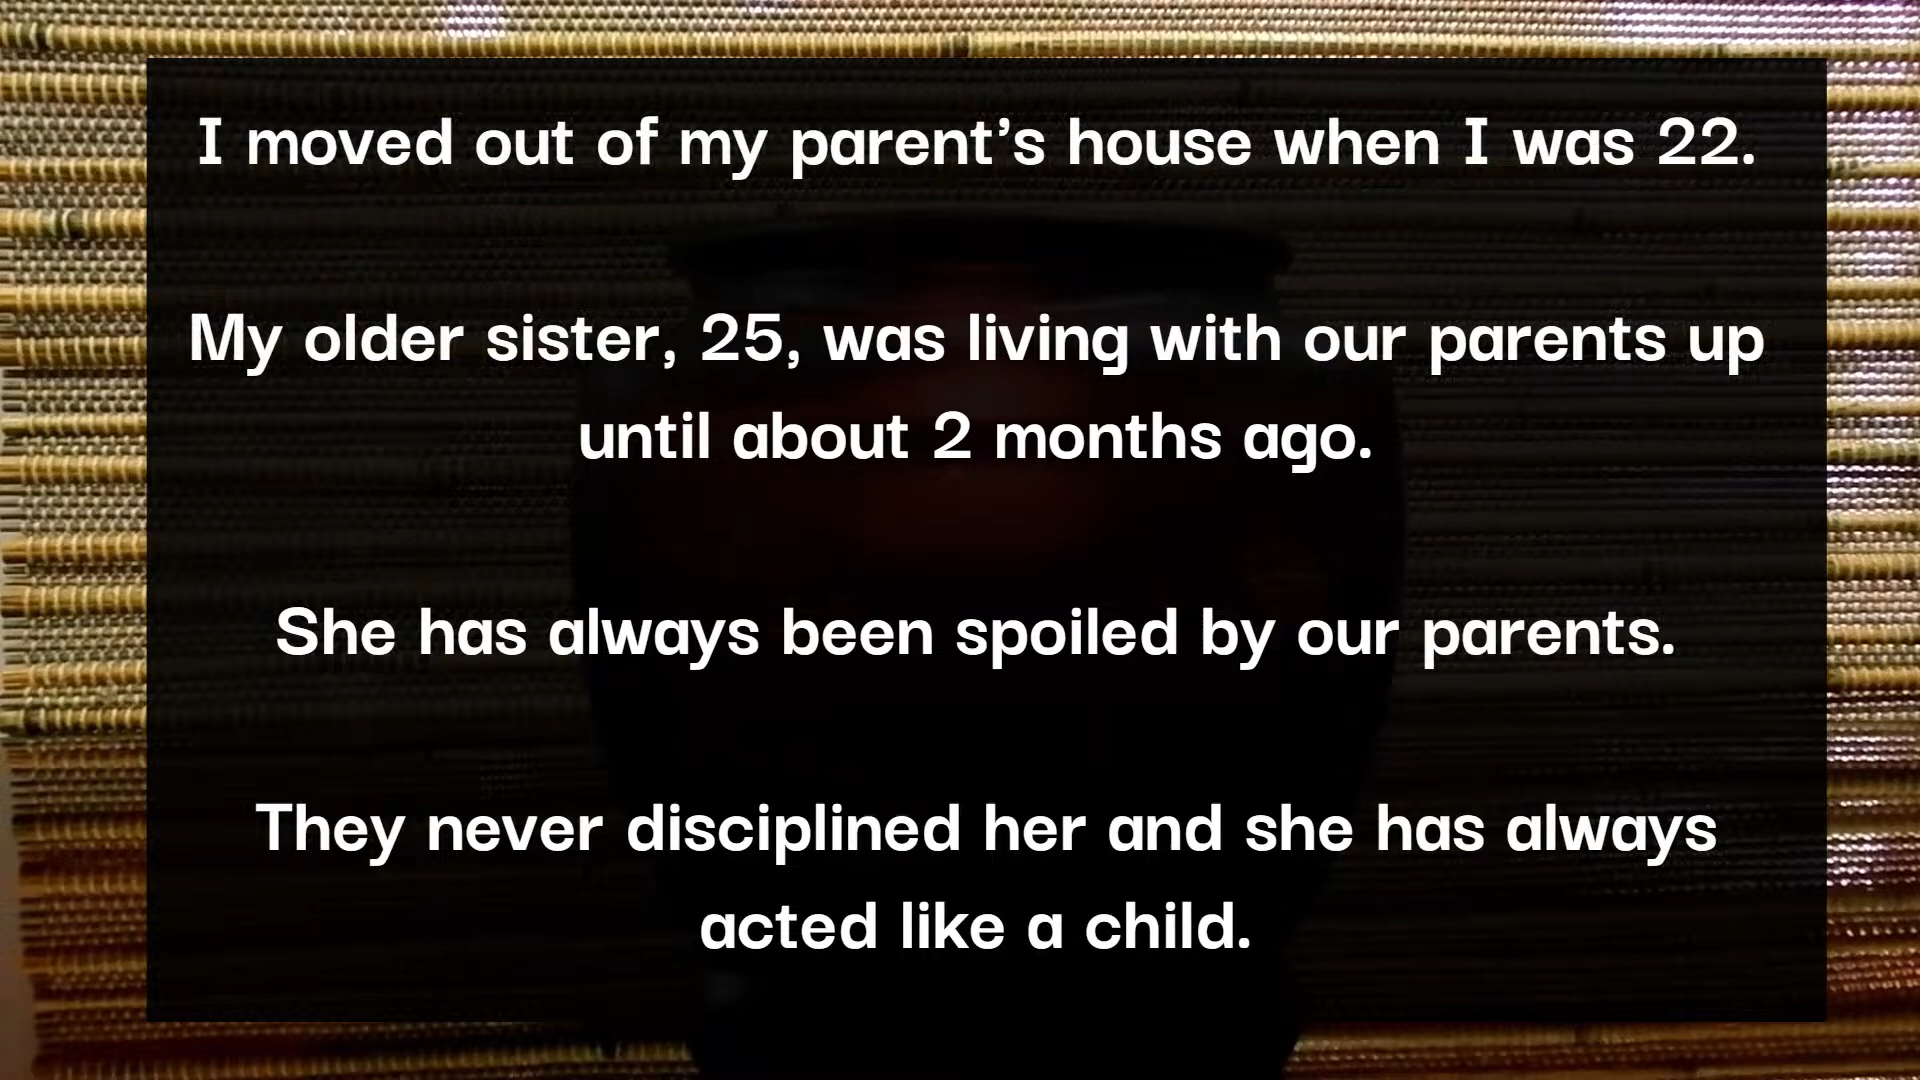 I moved out of my parent’s house when I was 22.
My older sister, 25, was living with our parents up
until about 2 months ago.
She has always been spoiled by our parents.
They never disciplined her and she has always
acted like a child.